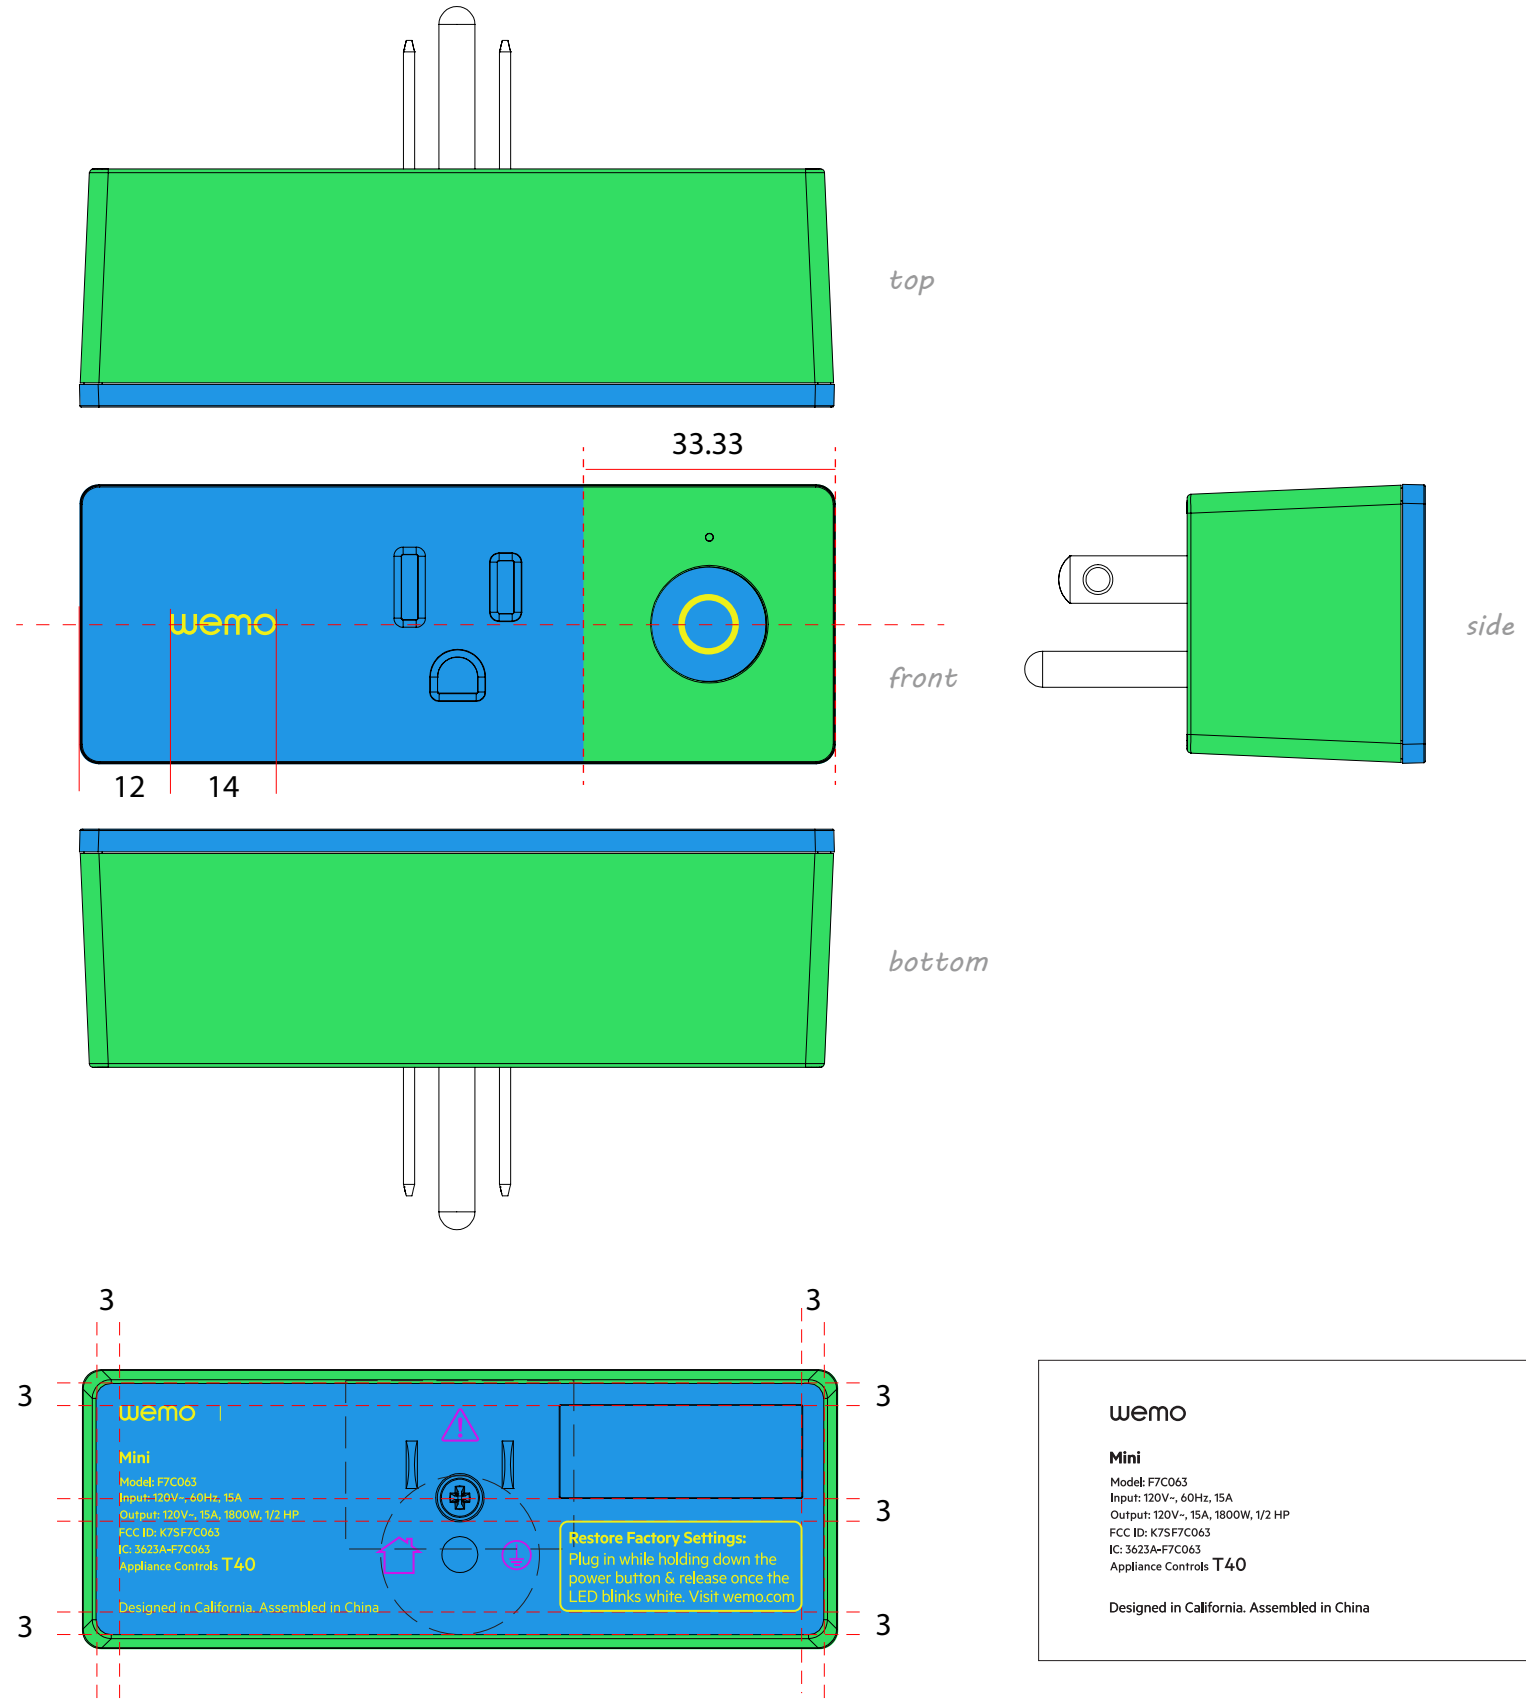 top
33.33
wemo
12
14
front
side
bottom
3
3
3
3
3
3
3
wemo
Mini
Model: F7C063
Input: 120V~, 60Hz, 15A
Output: 120V~, 15A, 1800W, 1/2 HP
FCC ID: K7SF7C063
IC: 3623A-F7C063
Appliance Controls T40
Designed in California. Assembled in China
Restore Factory Settings:
Plug in while holding down the
power button & release once the
LED blinks white. Visit wemo.com
wemo
Mini
Model: F7C063
Input: 120V~, 60Hz, 15A
Output: 120V~, 15A, 1800W, 1/2 HP
FCC ID: K7SF7C063
IC: 3623A-F7C063
Appliance Controls T40
Designed in California. Assembled in China